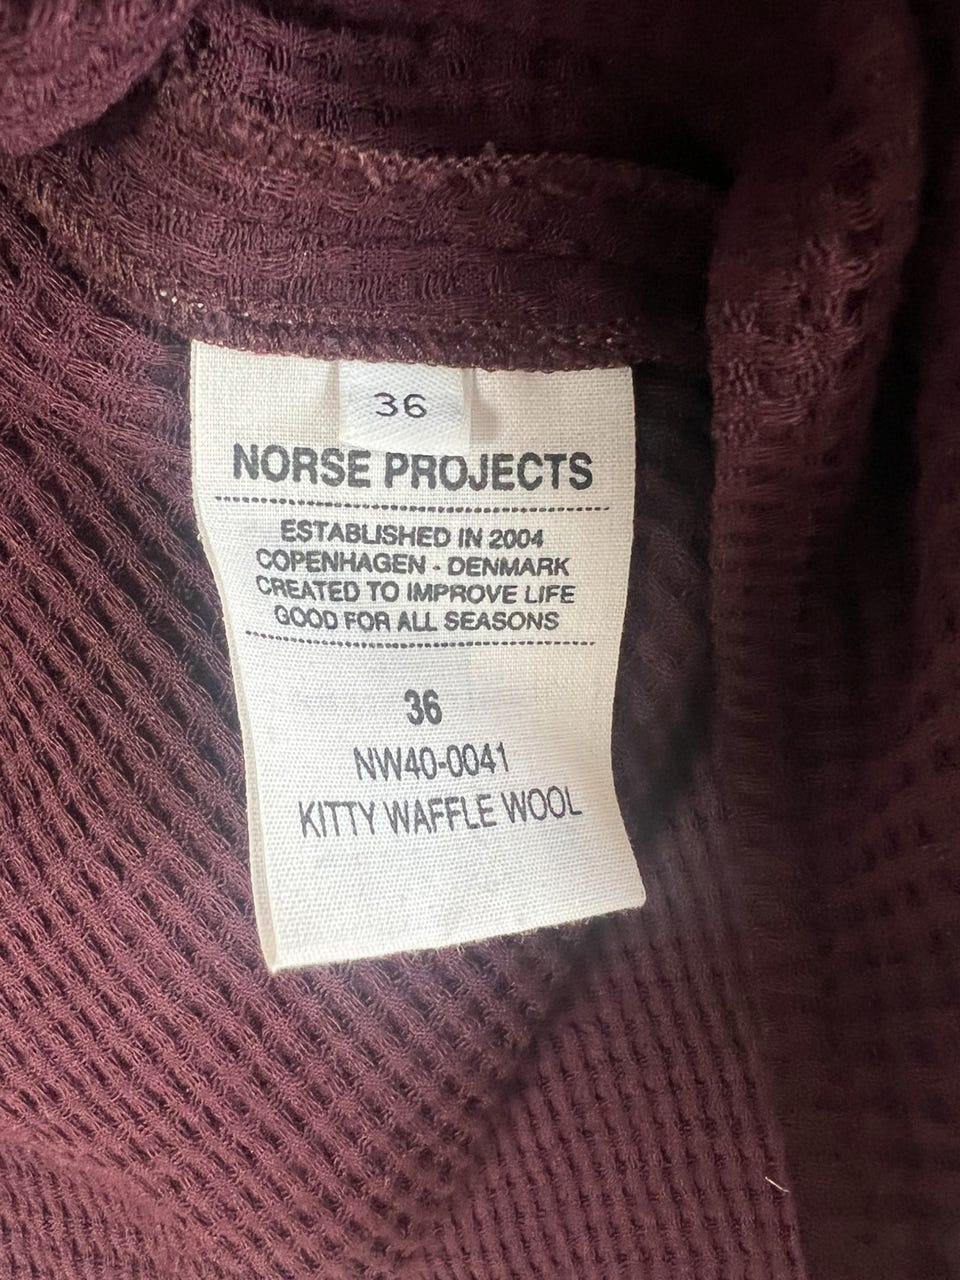 36
NORSE PROJECTS
ESTABLISHED IN 2004
COPENHAGEN - DENMARK
CREATED TO IMPROVE LIFE
GOOD FOR ALL SEASONS
36
NW40-0041
KITTY WAFFLE WOOL